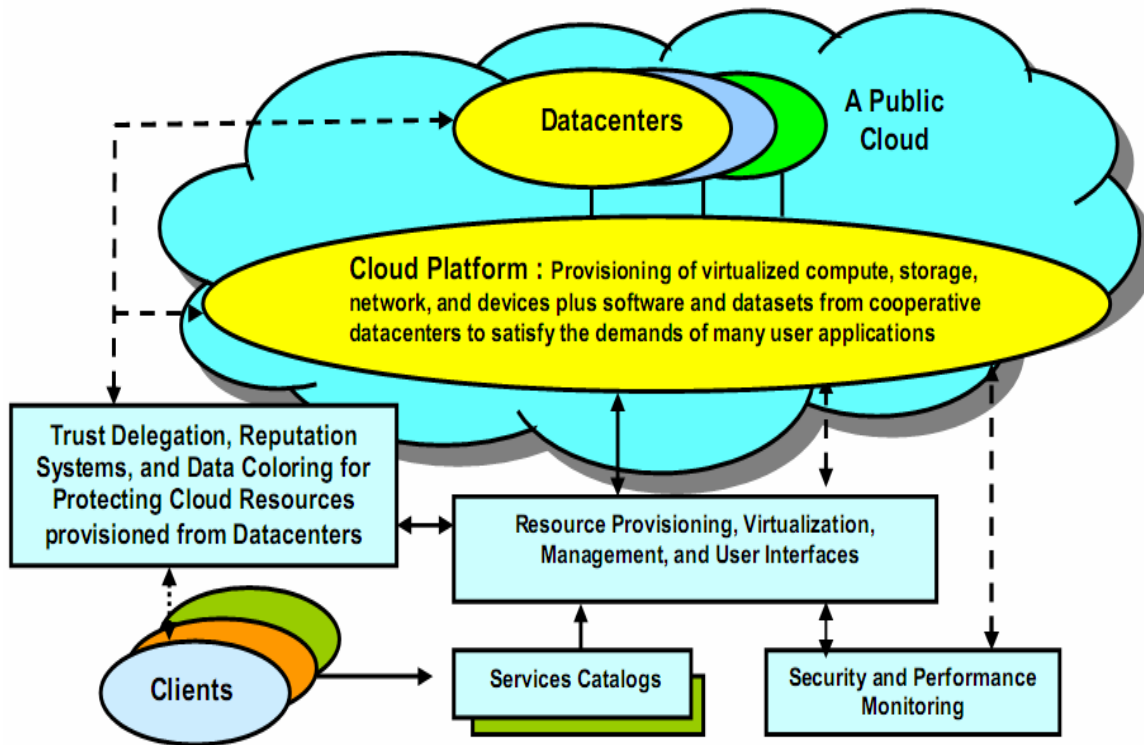 Datacenters
A Public
Cloud
Cloud Platform : Provisioning of virtualized compute, storage,
network, and devices plus software and datasets from cooperative
datacenters to satisfy the demands of many user applications
Trust Delegation, Reputation
Systems, and Data Coloring for
Protecting Cloud Resources
provisioned from Datacenters
Resource Provisioning, Virtualization,
Management, and User Interfaces
Clients
Services Catalogs
Security and Performance
Monitoring